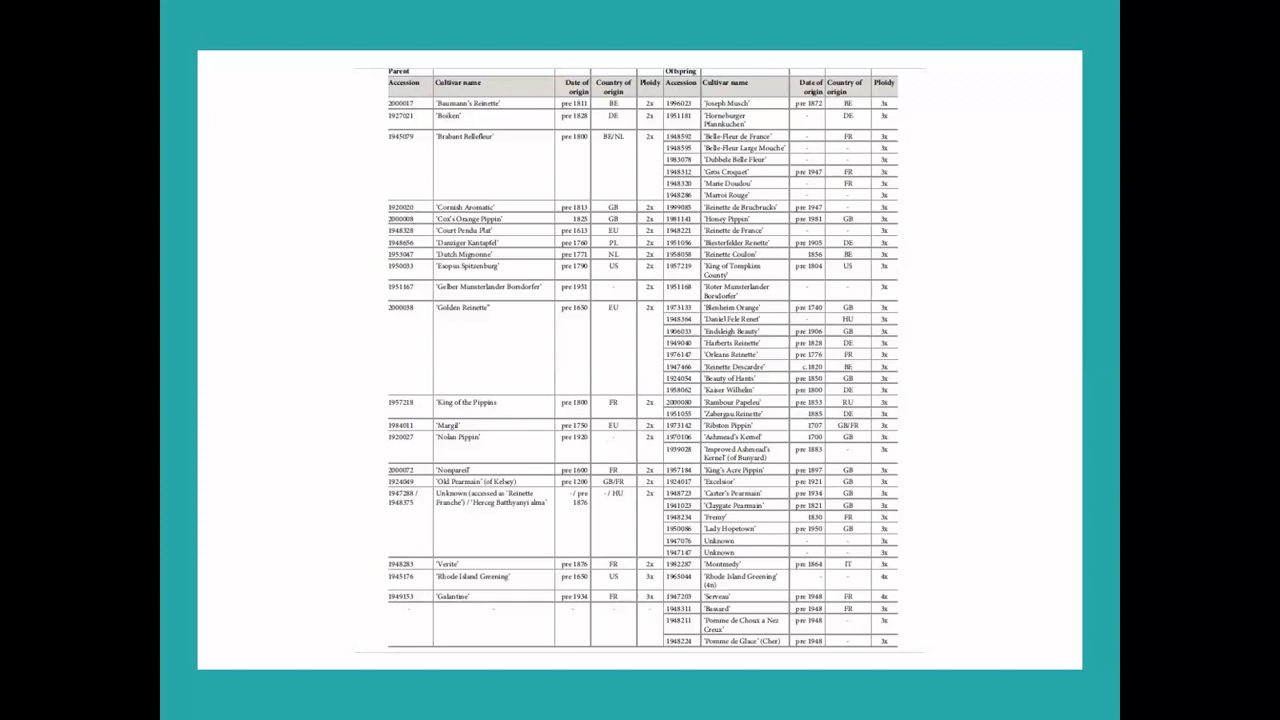 Parent Offspring
Accession Cultivar name Date of origin Country of origin Ploidy Accession Cultivar name Date of origin Country of origin Ploidy
2000017 'Baumann's Reinette' pre 1811 BE 2x 1996023 'Joseph Musch' pre 1872 BE 3x
1927021 'Boiken' pre 1828 DE 2x 1951181 'Horneburger - DE 3x
Pfannkuchen'
1945079 'Brabant Bellefleur' pre 1800 BE/NL 2x 1948592 'Belle-Fleur de France' - FR 3x
1948595 'Belle-Fleur Large Mouche' - - 3x
1983078 'Dubbele Belle Fleur' - - 3x
1948312 'Gros Croquet' pre 1947 FR 3x
1948320 'Marie Doudou' - FR 3x
1948286 'Marroi Rouge' - - 3x
1920020 'Cornish Aromatic' pre 1813 GB 2x 1999085 'Reinette de Bruchrucks' pre 1947 - 3x
2000008 'Cox's Orange Pippin' 1825 GB 2x 1981141 'Honey Pippin' pre 1981 GB 3x
1948328 'Court Pendu Plat' pre 1613 EU 2x 1948221 'Reinette de France' - - 3x
1948656 'Danziger Kantapfel' pre 1760 PL 2x 1951056 'Biesterfelder Renette' pre 1905 DE 3x
1953047 'Dutch Mignonne' pre 1771 NL 2x 1958058 'Reinette Coulon' 1856 BE 3x
1950033 'Esopus Spitzenburg' pre 1790 US 2x 1957219 'King of Tompkins pre 1804 US 3x
County'
1951167 'Gelber Munsterlander Borsdorfer' pre 1951 - 2x 1951168 'Roter Munsterlander - - 3x
Borsdorfer'
2000038 'Golden Reinette" pre 1650 EU 2x 1973133 'Blenheim Orange' pre 1740 GB 3x
1948364 'Daniel Fele Renet' - HU 3x
1906033 'Endsleigh Beauty' pre 1906 GB 3x
1949040 'Harberts Reinette' pre 1828 DE 3x
1976147 'Orleans Reinette' pre 1776 FR 3x
1947466 'Reinette Descardre' c.1820 BE 3x
1924054 'Beauty of Hants' pre 1850 GB 3x
1958062 'Kaiser Wilhelm' pre 1800 DE 3x
1957218 'King of the Pippins pre 1800 FR 2x 2000080 'Rambour Papeleu' pre 1853 RU 3x
1951055 'Zabergau Reinette' 1885 DE 3x
1984011 'Margil' pre 1750 EU 2x 1973142 'Ribston Pippin' 1707 GB/FR 3x
1920027 'Nolan Pippin' pre 1920 - 2x 1970106 'Ashmead's Kernel' 1700 GB 3x
1939028 'Improved Ashmead's pre 1883 - 3x
Kernel' (of Bunyard)
2000072 'Nonpareil' pre 1600 FR 2x 1957184 'King's Acre Pippin' pre 1897 GB 3x
1924049 'Old Pearmain' (of Kelsey) pre 1200 GB/FR 2x 1924017 'Excelsior' pre 1921 GB 3x
1947288 / Unknown (accessed as 'Reinette - / pre - / HU 2x 1948723 'Carter's Pearmain' pre 1934 GB 3x
1948375 Franche') / 'Herceg Batthyanyi alma' 1876 1941023 'Claygate Pearmain' pre 1821 GB 3x
1948234 'Fremy' 1830 FR 3x
1950086 'Lady Hopetown' pre 1950 GB 3x
1947076 Unknown - - 3x
1947147 Unknown - - 3x
1948283 'Verite' pre 1876 FR 2x 1982287 'Montmedy' pre 1864 IT 3x
1945176 'Rhode Island Greening' pre 1650 US 3x 1965044 'Rhode Island Greening' - - 4x
(4n)
1949153 'Galantine' pre 1934 FR 3x 1947203 'Serveau' pre 1948 FR 4x
- - - - - 1948311 'Bassard' pre 1948 FR 3x
1948211 'Pomme de Choux a Nez pre 1948 - 3x
Creux'
1948224 'Pomme de Glace' (Cher) pre 1948 - 3x